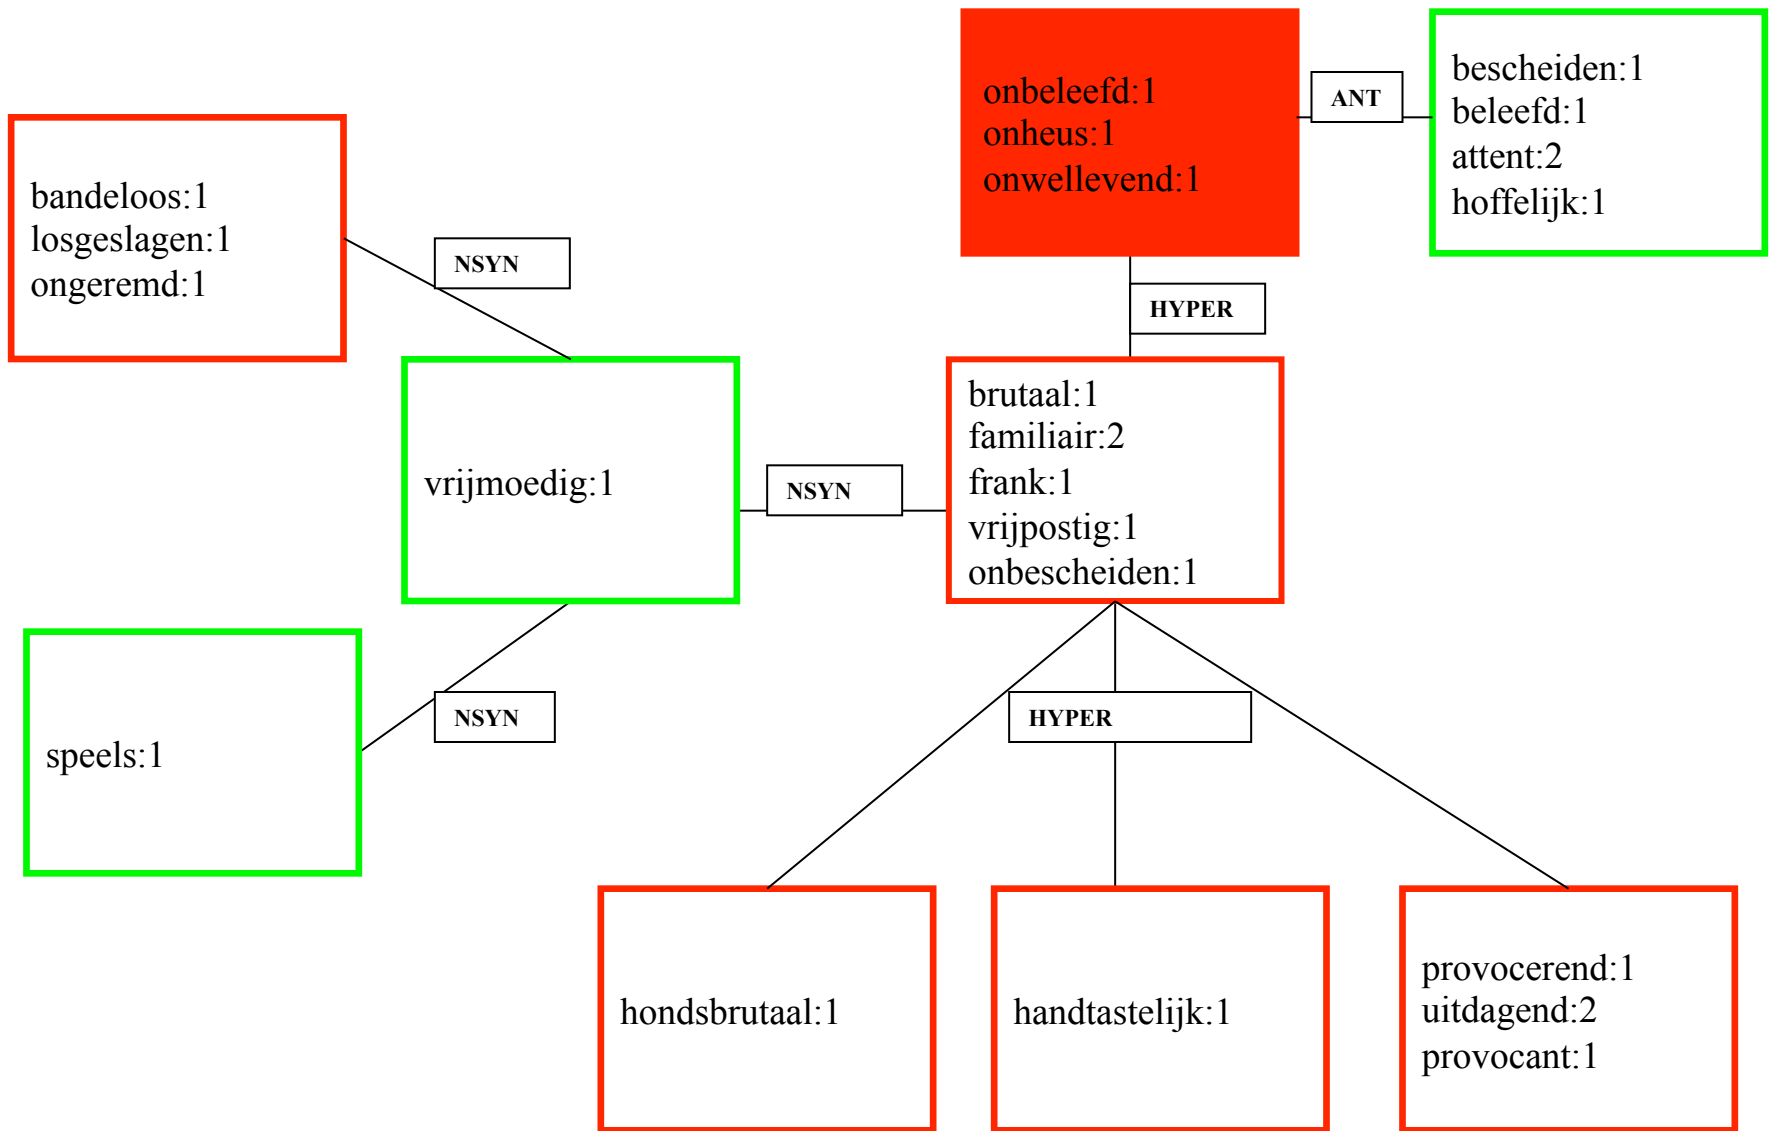 onbeleefd:1
onheus:1
onwellevend:1
ANT
bescheiden:1
beleefd:1
attent:2
hoffelijk:1
bandeloos:1
losgeslagen:1
ongeremd:1
NSYN
HYPER
vrijmoedig:1
NSYN
brutaal:1
familiair:2
frank:1
vrijpostig:1
onbescheiden:1
speels:1
NSYN
HYPER
hondsbrutaal:1
handtastelijk:1
provocerend:1
uitdagend:2
provocant:1